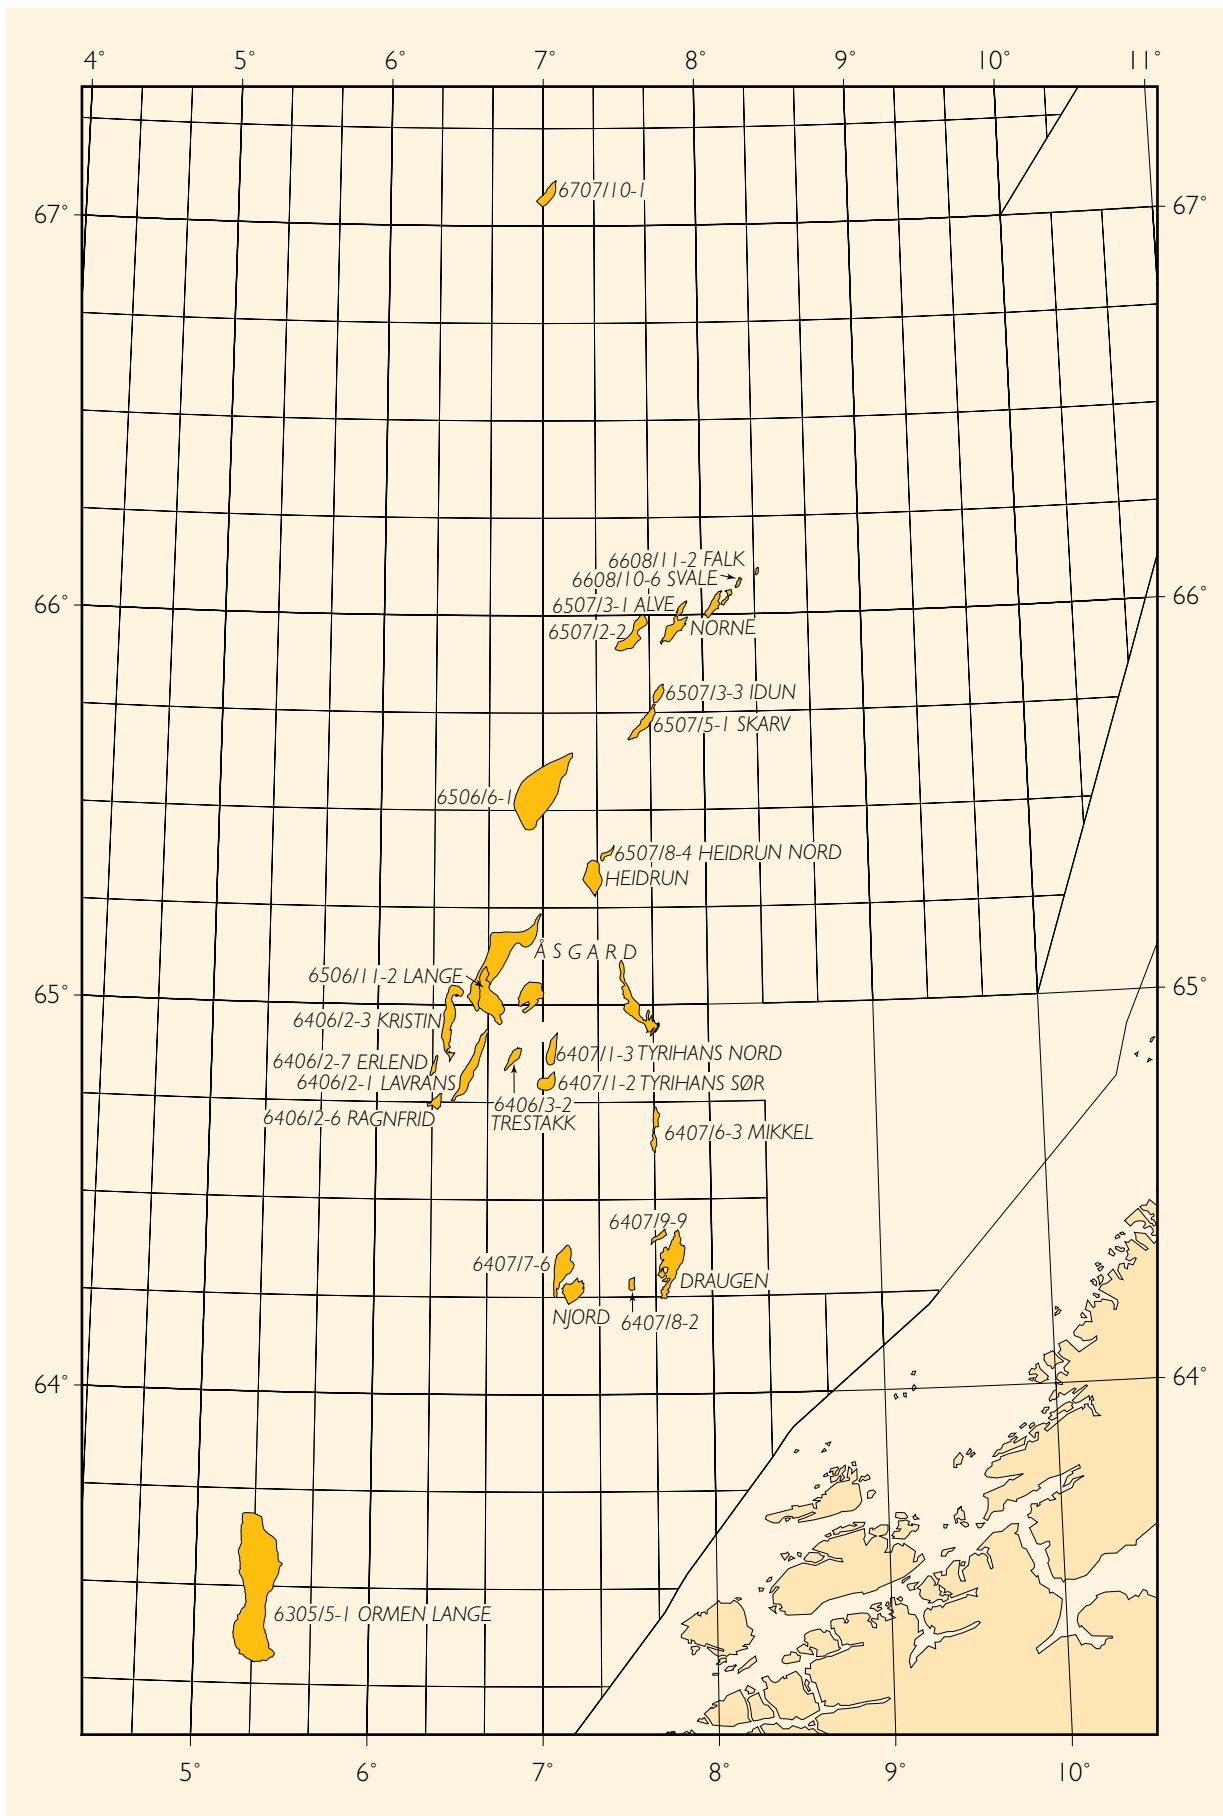 4° 5° 6° 7° 8° 9° 10° 11°
6707/10-1
67° 67°
6608/11-2 FALK
6608/10-6 SVALE
6507/3-1 ALVE
66° 66°
6507/2-2 NORNE
6507/3-3 IDUN
6507/5-1 SKARV
6506/6-1
6507/8-4 HEIDRUN NORD
HEIDRUN
ÅSGARD
6506/11-2 LANGE
65° 65°
6406/2-3 KRISTIN
6407/1-3 TYRIHANS NORD
6406/2-7 ERLEND
6406/2-1 LAVRANS
6407/1-2 TYRIHANS SØR
6406/3-2
TRESTAKK
6406/2-6 RAGNFRID
6407/6-3 MIKKEL
6407/9-9
6407/7-6
DRAUGEN
NJORD
6407/8-2
64° 64°
6305/5-1 ORMEN LANGE
5° 6° 7° 8° 9° 10°